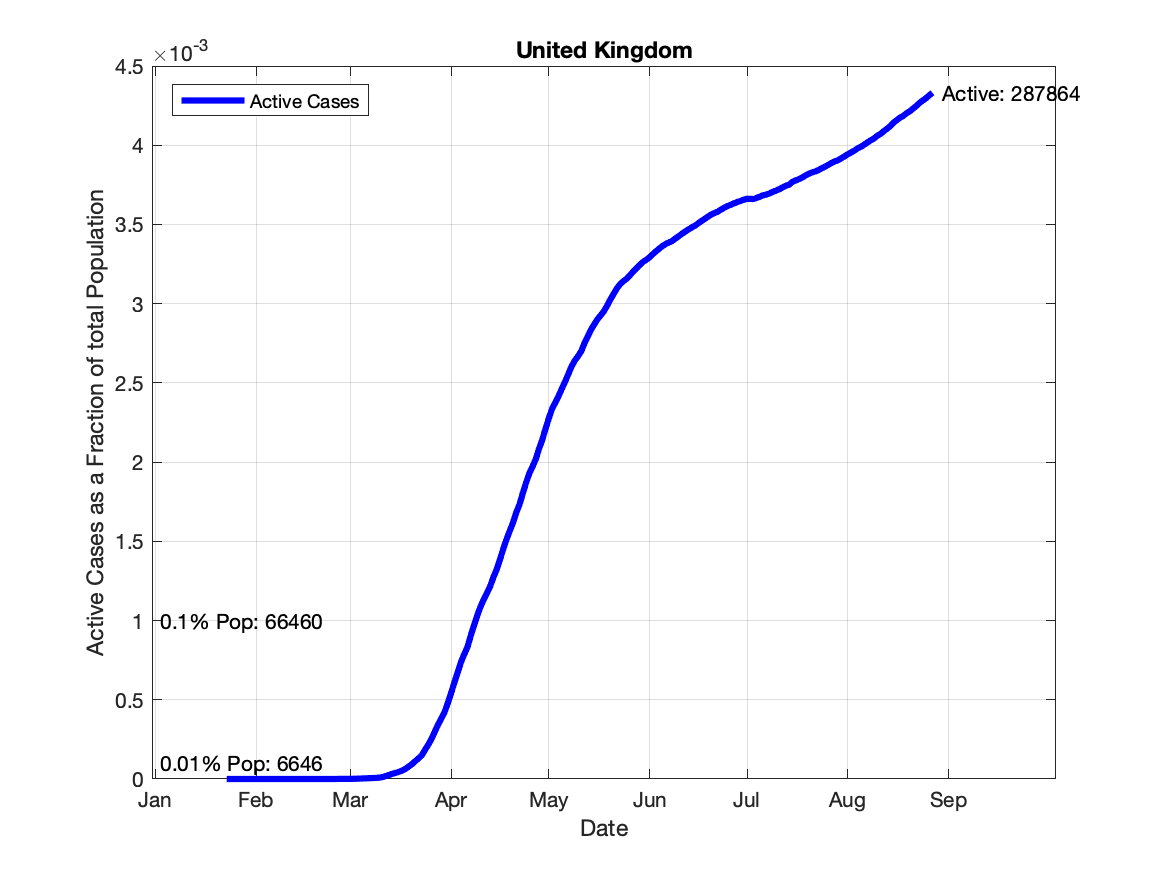 United Kingdom
×10-3
4.5
4
3.5
3
2.5
2
1.5
1
0.5
0
Active Cases as a Fraction of total Population
Active Cases
Active: 287864
0.1% Pop: 66460
0.01% Pop: 6646
Jan Feb Mar Apr May Jun Jul Aug Sep
Date